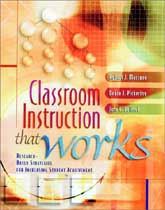 Classroom
Instruction
that works
RESEARCH-
BASED STRATEGIES
FOR INCREASING STUDENT ACHIEVEMENT